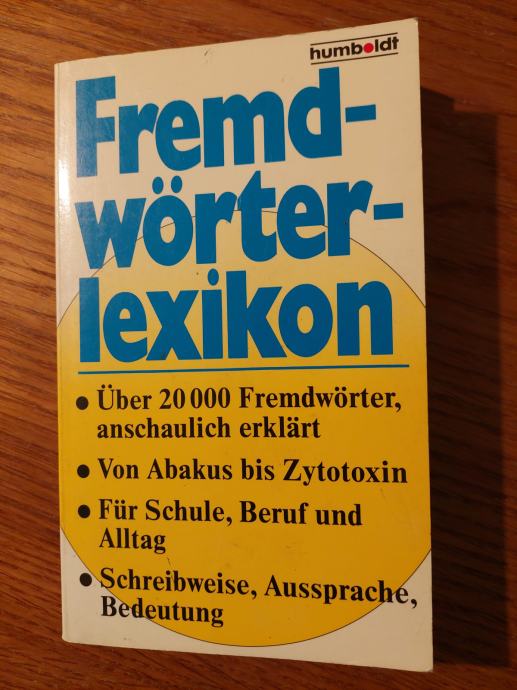 humboldt
Fremd-
wörter-
lexikon
• Über 20 000 Fremdwörter,
anschaulich erklärt
• Von Abakus bis Zytotoxin
• Für Schule, Beruf und
Alltag
• Schreibweise, Aussprache,
Bedeutung